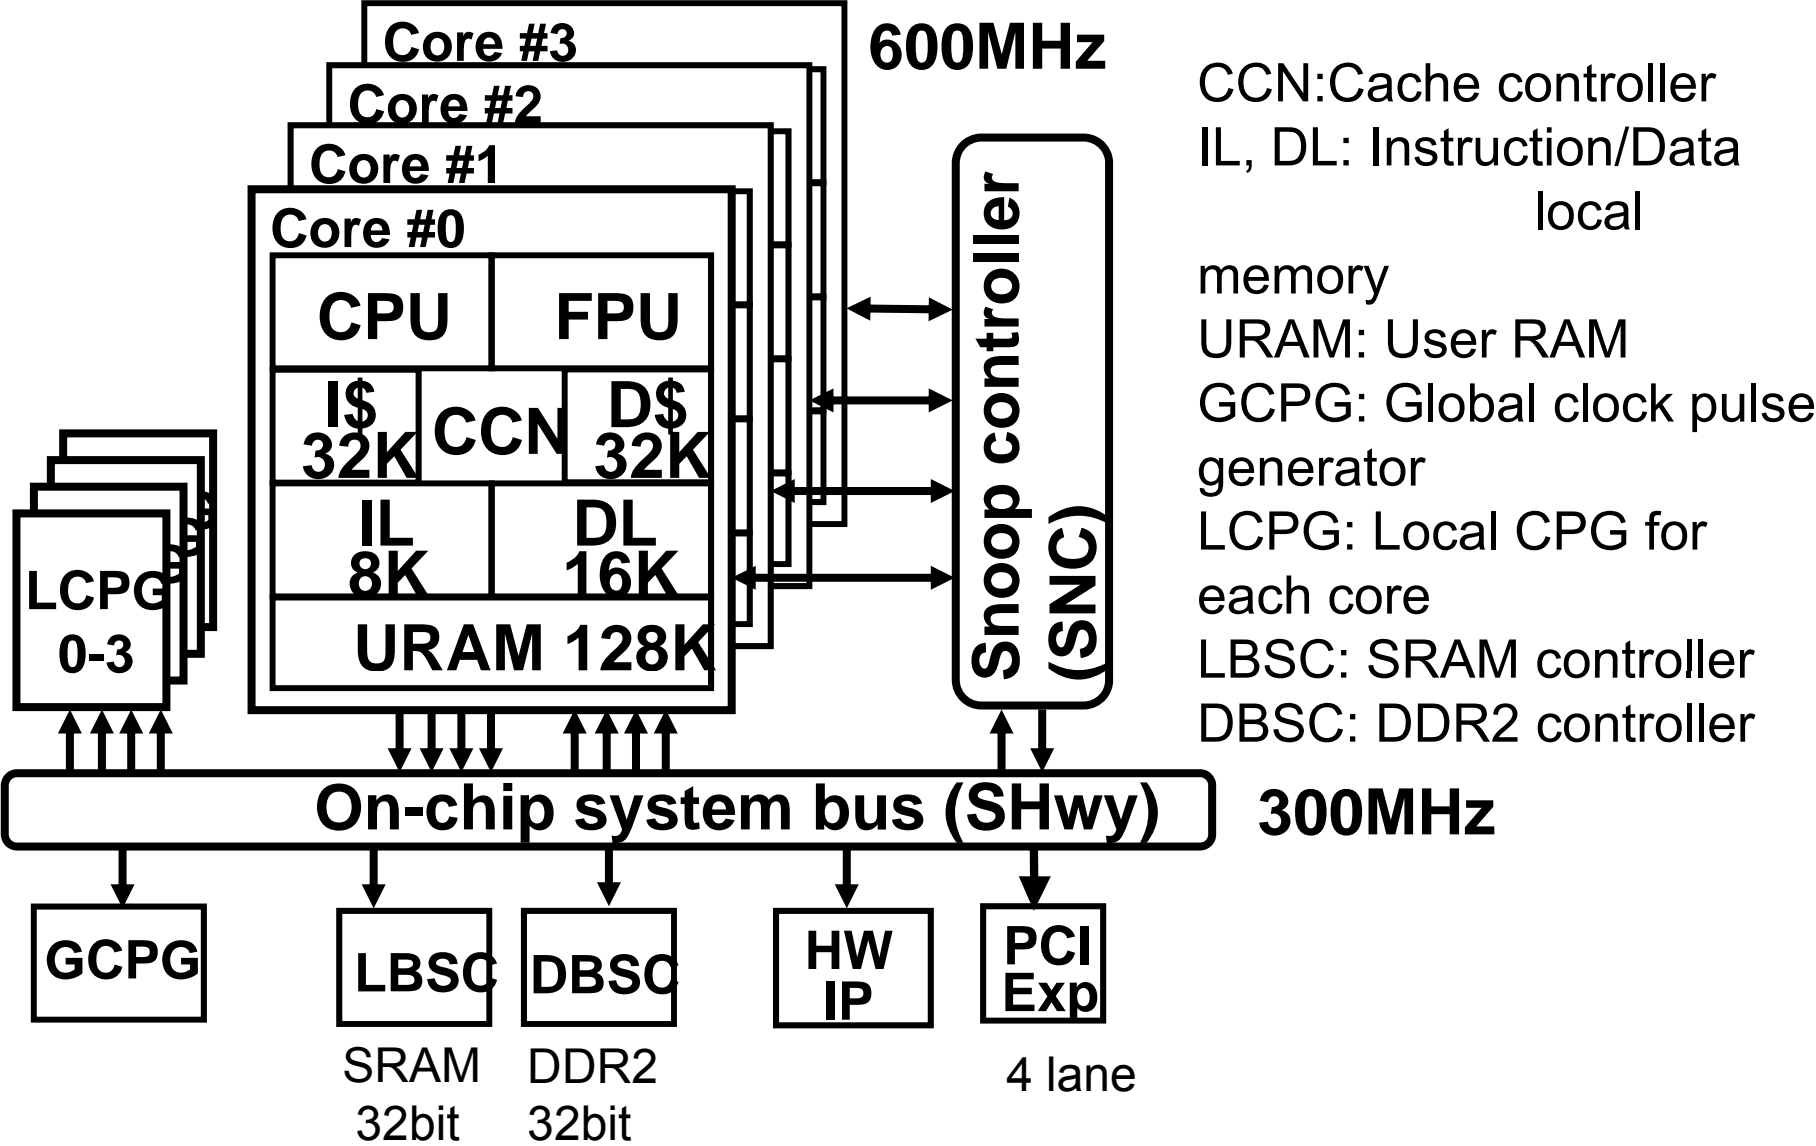 Core #3
600MHz
Core #2
Core #1
Core #0
CPU
FPU
I$
32K
CCN
D$
32K
IL
8K
DL
16K
URAM 128K
LCPG
0-3
Snoop controller
(SNC)
On-chip system bus (SHwy)
300MHz
GCPG
LBSC
DBSC
HW
IP
PCI
Exp
SRAM
32bit
DDR2
32bit
4 lane
CCN:Cache controller
IL, DL: Instruction/Data
local
memory
URAM: User RAM
GCPG: Global clock pulse
generator
LCPG: Local CPG for
each core
LBSC: SRAM controller
DBSC: DDR2 controller